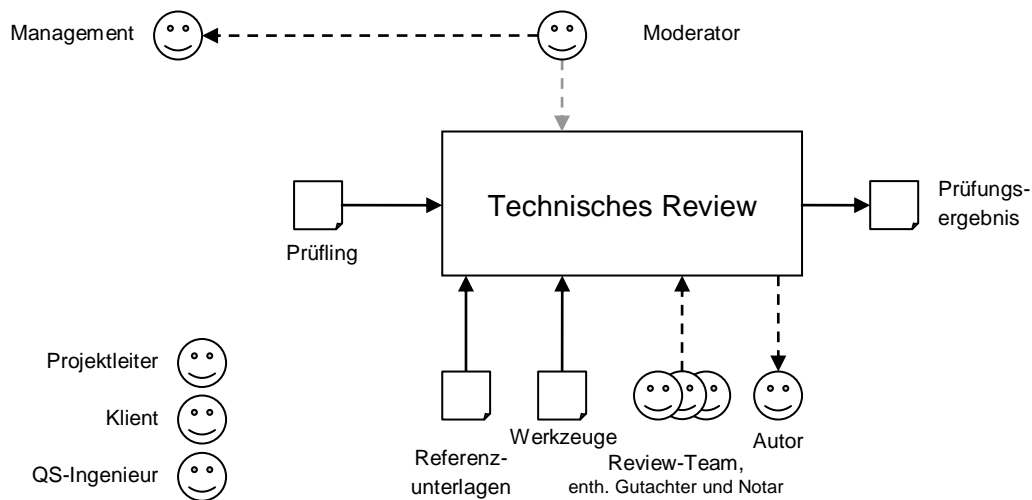 Management
Moderator
Technisches Review
Prüfling
Prüfungs-
ergebnis
Projektleiter
Klient
QS-Ingenieur
Referenz-
unterlagen
Werkzeuge
Review-Team,
enth. Gutachter und Notar
Autor